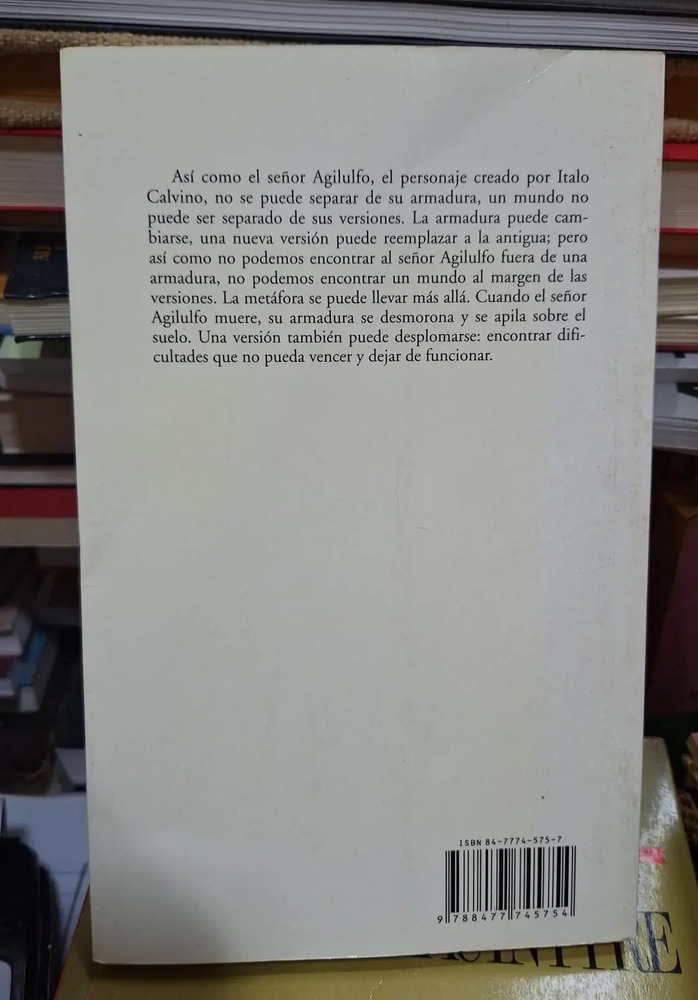 Así como el señor Agilulfo, el personaje creado por Italo
Calvino, no se puede separar de su armadura, un mundo no
puede ser separado de sus versiones. La armadura puede cam-
biarse, una nueva versión puede reemplazar a la antigua; pero
así como no podemos encontrar al señor Agilulfo fuera de una
armadura, no podemos encontrar un mundo al margen de las
versiones. La metáfora se puede llevar más allá. Cuando el señor
Agilulfo muere, su armadura se desmorona y se apila sobre el
suelo. Una versión también puede desplomarse: encontrar difi-
cultades que no pueda vencer y dejar de funcionar.
ISBN 84-7774-575-7
9 788477 745754